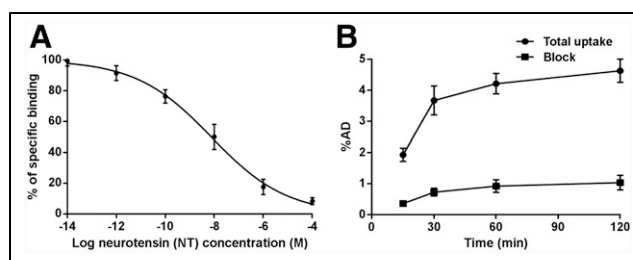 A
% of specific binding
100
80
60
40
20
0
-14
-12
-10
-8
-6
-4
Log neurotensin (NT) concentration (M)
B
Total uptake
Block
%AD
5
4
3
2
1
0
0
30
60
90
120
Time (min)